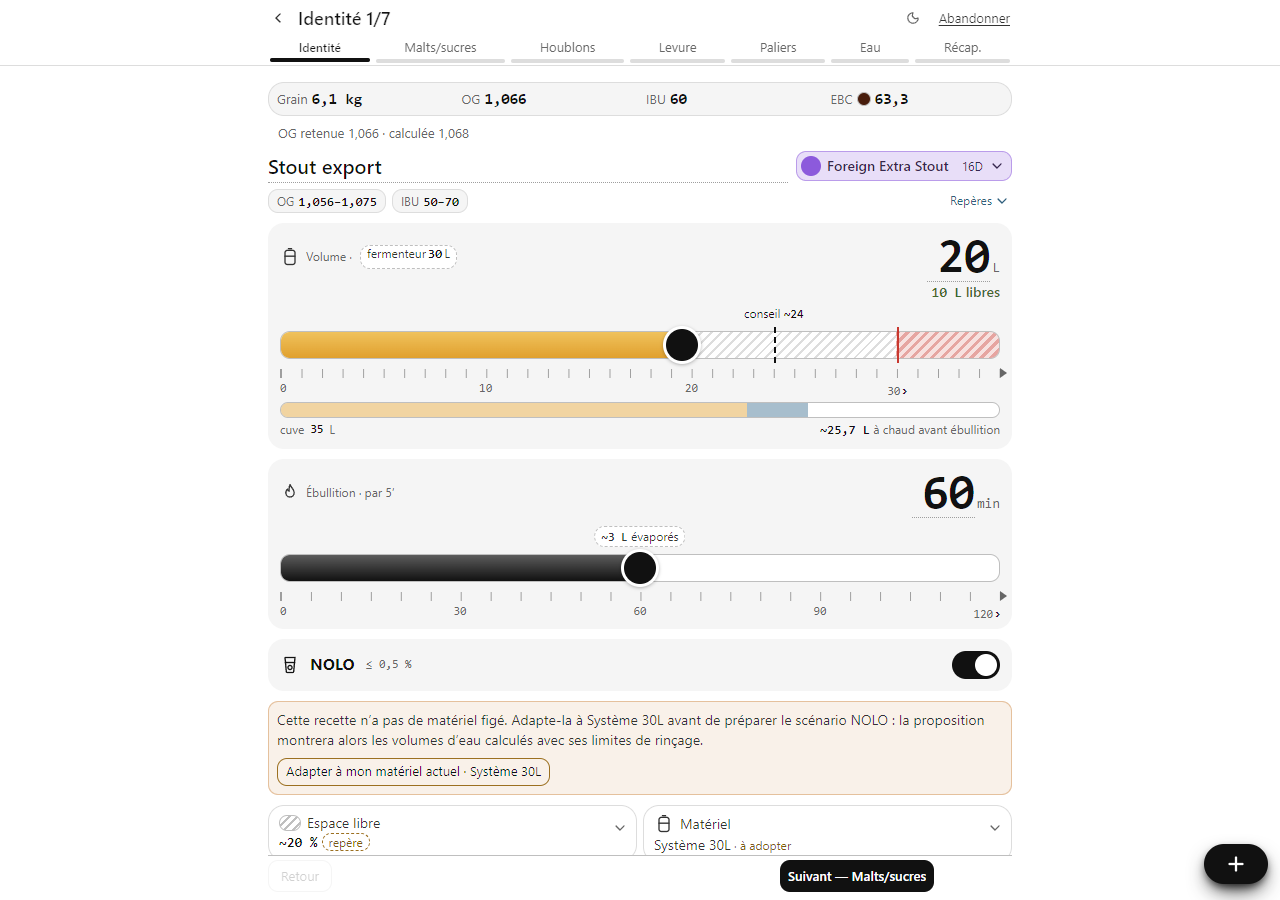 Identité 1/7
Abandonner
Identité Malts/sucres Houblons Levure Paliers Eau Récap.
Grain 6,1 kg OG 1,066 IBU 60 EBC 63,3
OG retenue 1,066 · calculée 1,068
Stout export
Foreign Extra Stout 16D
OG 1,056–1,075 IBU 50–70
Repères
Volume · fermenteur 30 L
20 L
10 L libres
conseil ~24
0 10 20 30 ›
cuve 35 L
~25,7 L à chaud avant ébullition
Ébullition · par 5′
60 min
~3 L évaporés
0 30 60 90 120 ›
NOLO ≤ 0,5 %
Cette recette n’a pas de matériel figé. Adapte-la à Système 30L avant de préparer le scénario NOLO : la proposition
montrera alors les volumes d’eau calculés avec ses limites de rinçage.
Adapter à mon matériel actuel · Système 30L
Espace libre
~20 % repère
Matériel
Système 30L · à adopter
Retour
Suivant — Malts/sucres